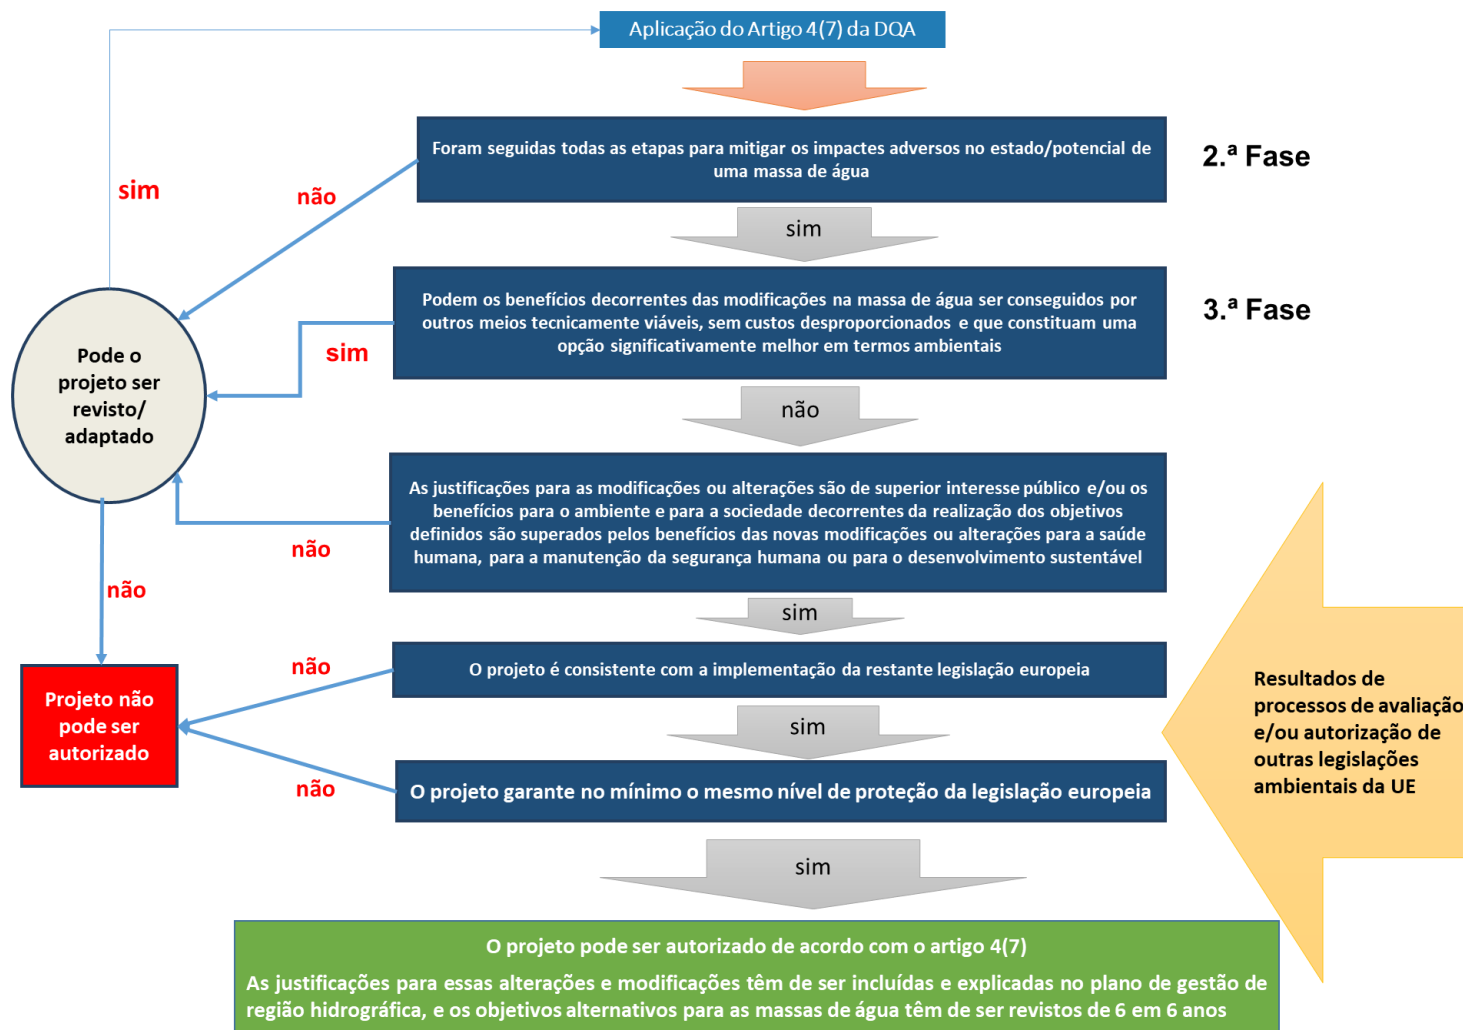 Aplicação do Artigo 4(7) da DQA
Foram seguidas todas as etapas para mitigar os impactes adversos no estado/potencial de
uma massa de água
2.ª Fase
sim
não
sim
Podem os benefícios decorrentes das modificações na massa de água ser conseguidos por
outros meios tecnicamente viáveis, sem custos desproporcionados e que constituam uma
opção significativamente melhor em termos ambientais
3.ª Fase
sim
Pode o
projeto ser
revisto/
adaptado
não
As justificações para as modificações ou alterações são de superior interesse público e/ou os
benefícios para o ambiente e para a sociedade decorrentes da realização dos objetivos
definidos são superados pelos benefícios das novas modificações ou alterações para a saúde
humana, para a manutenção da segurança humana ou para o desenvolvimento sustentável
não
não
sim
O projeto é consistente com a implementação da restante legislação europeia
não
Projeto não
pode ser
autorizado
sim
Resultados de
processos de avaliação
e/ou autorização de
outras legislações
ambientais da UE
não
O projeto garante no mínimo o mesmo nível de proteção da legislação europeia
sim
O projeto pode ser autorizado de acordo com o artigo 4(7)
As justificações para essas alterações e modificações têm de ser incluídas e explicadas no plano de gestão de
região hidrográfica, e os objetivos alternativos para as massas de água têm de ser revistos de 6 em 6 anos